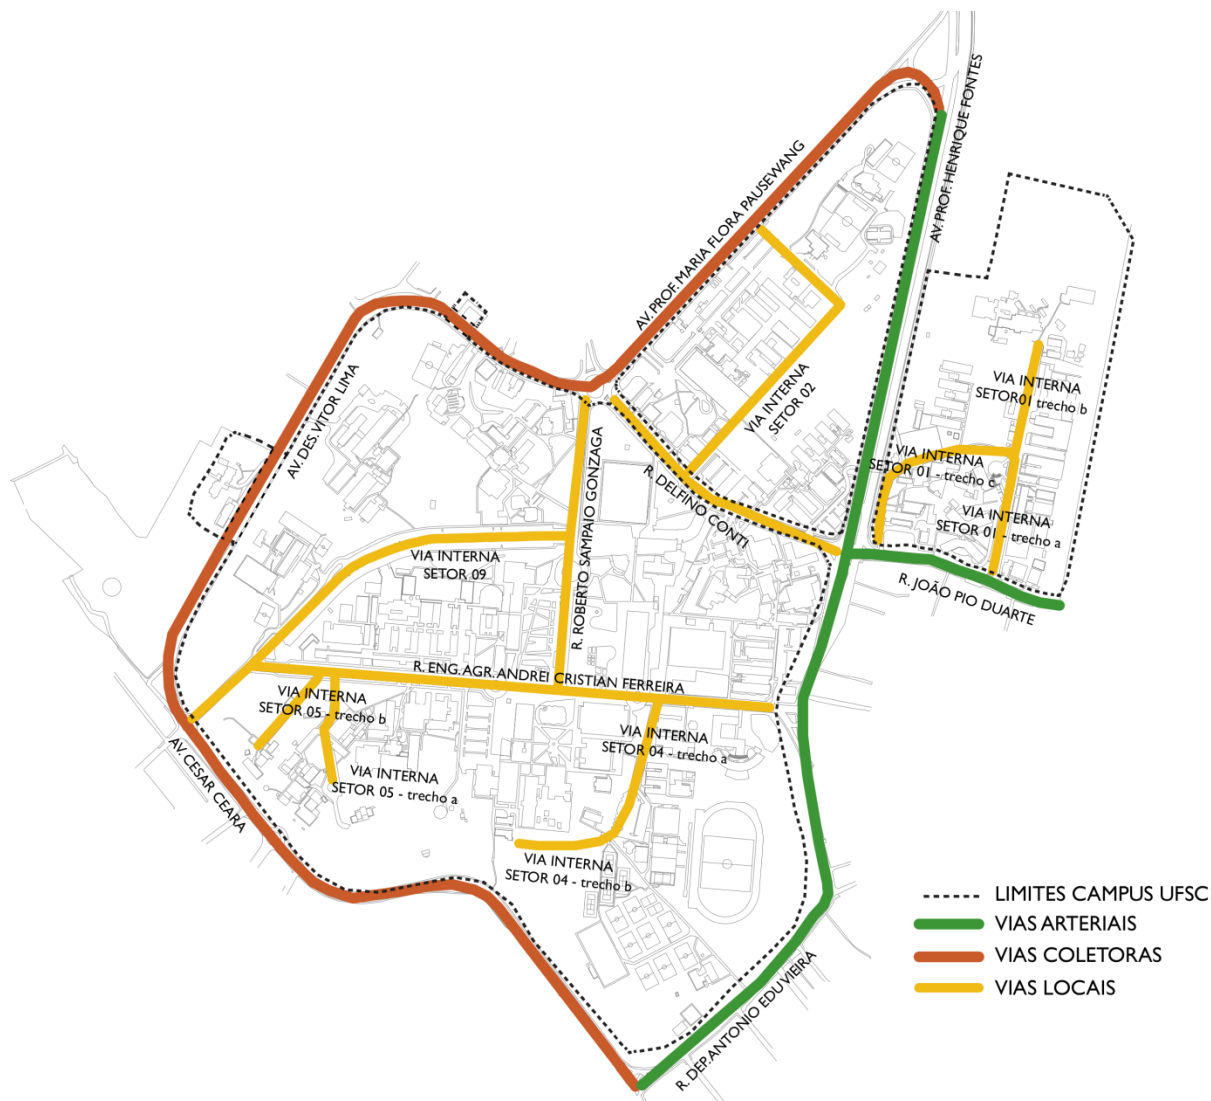 AV. PROF. HENRIQUE FONTES
AV. PROF. MARIA FLORA PAUSEWANG
AV. DES. VITOR LIMA
VIA INTERNA
SETOR 02
VIA INTERNA
SETOR01 trecho b
VIA INTERNA
SETOR 01 - trecho c
VIA INTERNA
SETOR 01 - trecho a
R. ROBERTO SAMPAIO GONZAGA
R. DELFINO CONTI
VIA INTERNA
SETOR 09
R. JOÃO PIO DUARTE
R. ENG. AGR. ANDREI CRISTIAN FERREIRA
VIA INTERNA
SETOR 05 - trecho b
VIA INTERNA
SETOR 04 - trecho a
AV. CESAR CEARA
VIA INTERNA
SETOR 05 - trecho a
VIA INTERNA
SETOR 04 - trecho b
R. DEP. ANTONIO EDU VIEIRA
LIMITES CAMPUS UFSC
VIAS ARTERIAIS
VIAS COLETORAS
VIAS LOCAIS